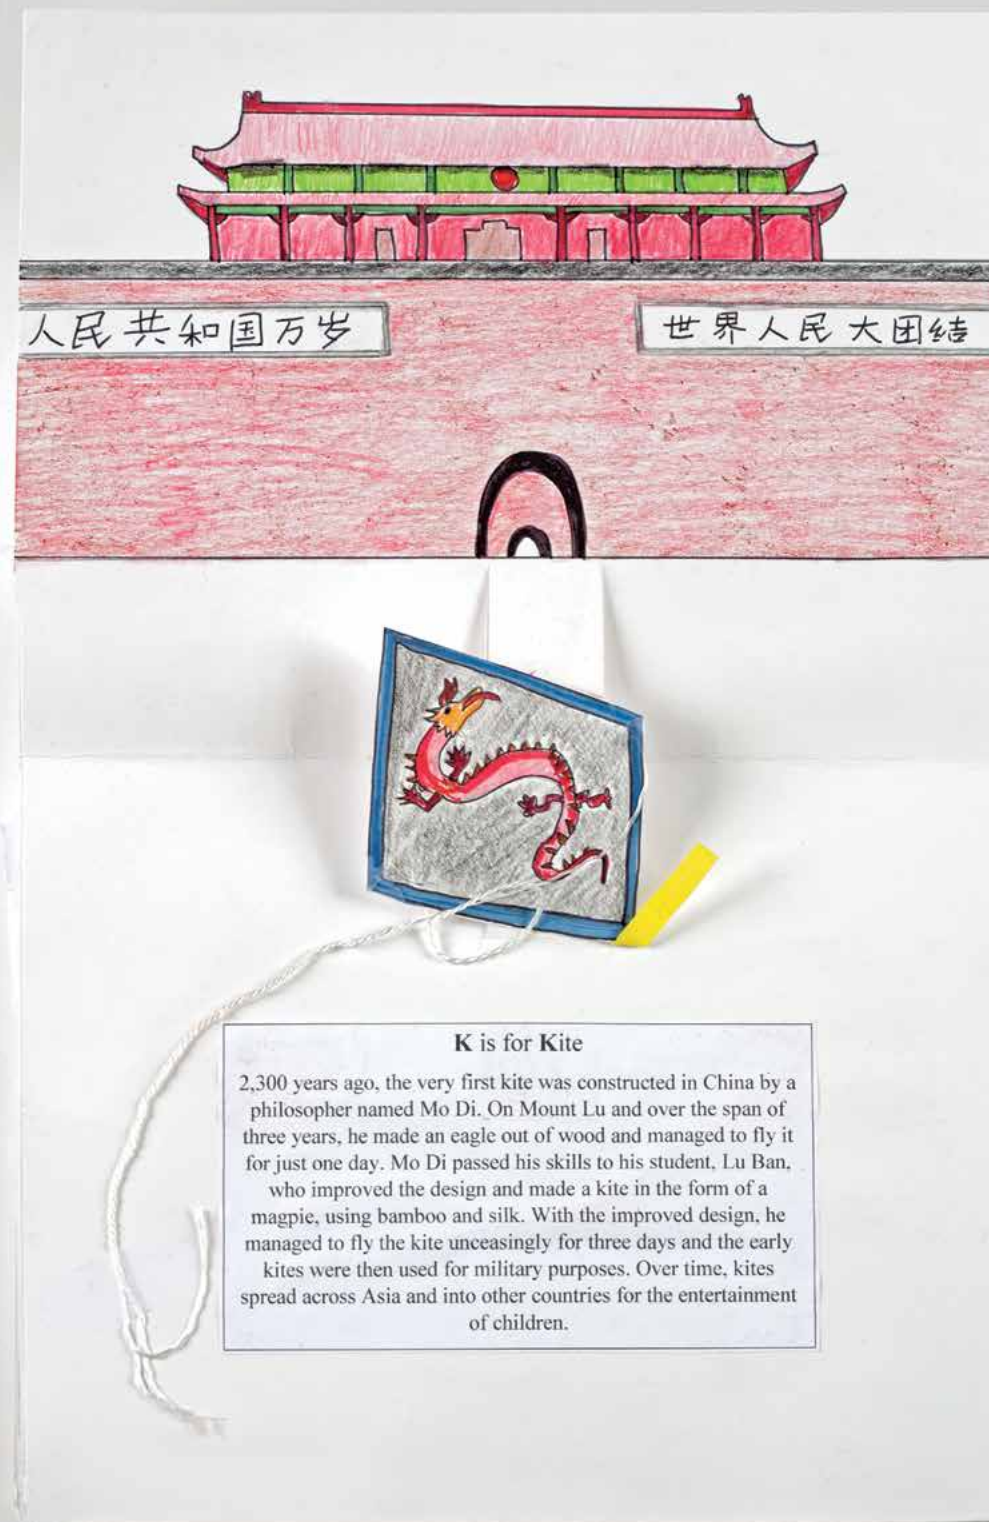 人民共和国万岁
世界人民大团结
K is for Kite
2,300 years ago, the very first kite was constructed in China by a
philosopher named Mo Di. On Mount Lu and over the span of
three years, he made an eagle out of wood and managed to fly it
for just one day. Mo Di passed his skills to his student, Lu Ban,
who improved the design and made a kite in the form of a
magpie, using bamboo and silk. With the improved design, he
managed to fly the kite unceasingly for three days and the early
kites were then used for military purposes. Over time, kites
spread across Asia and into other countries for the entertainment
of children.